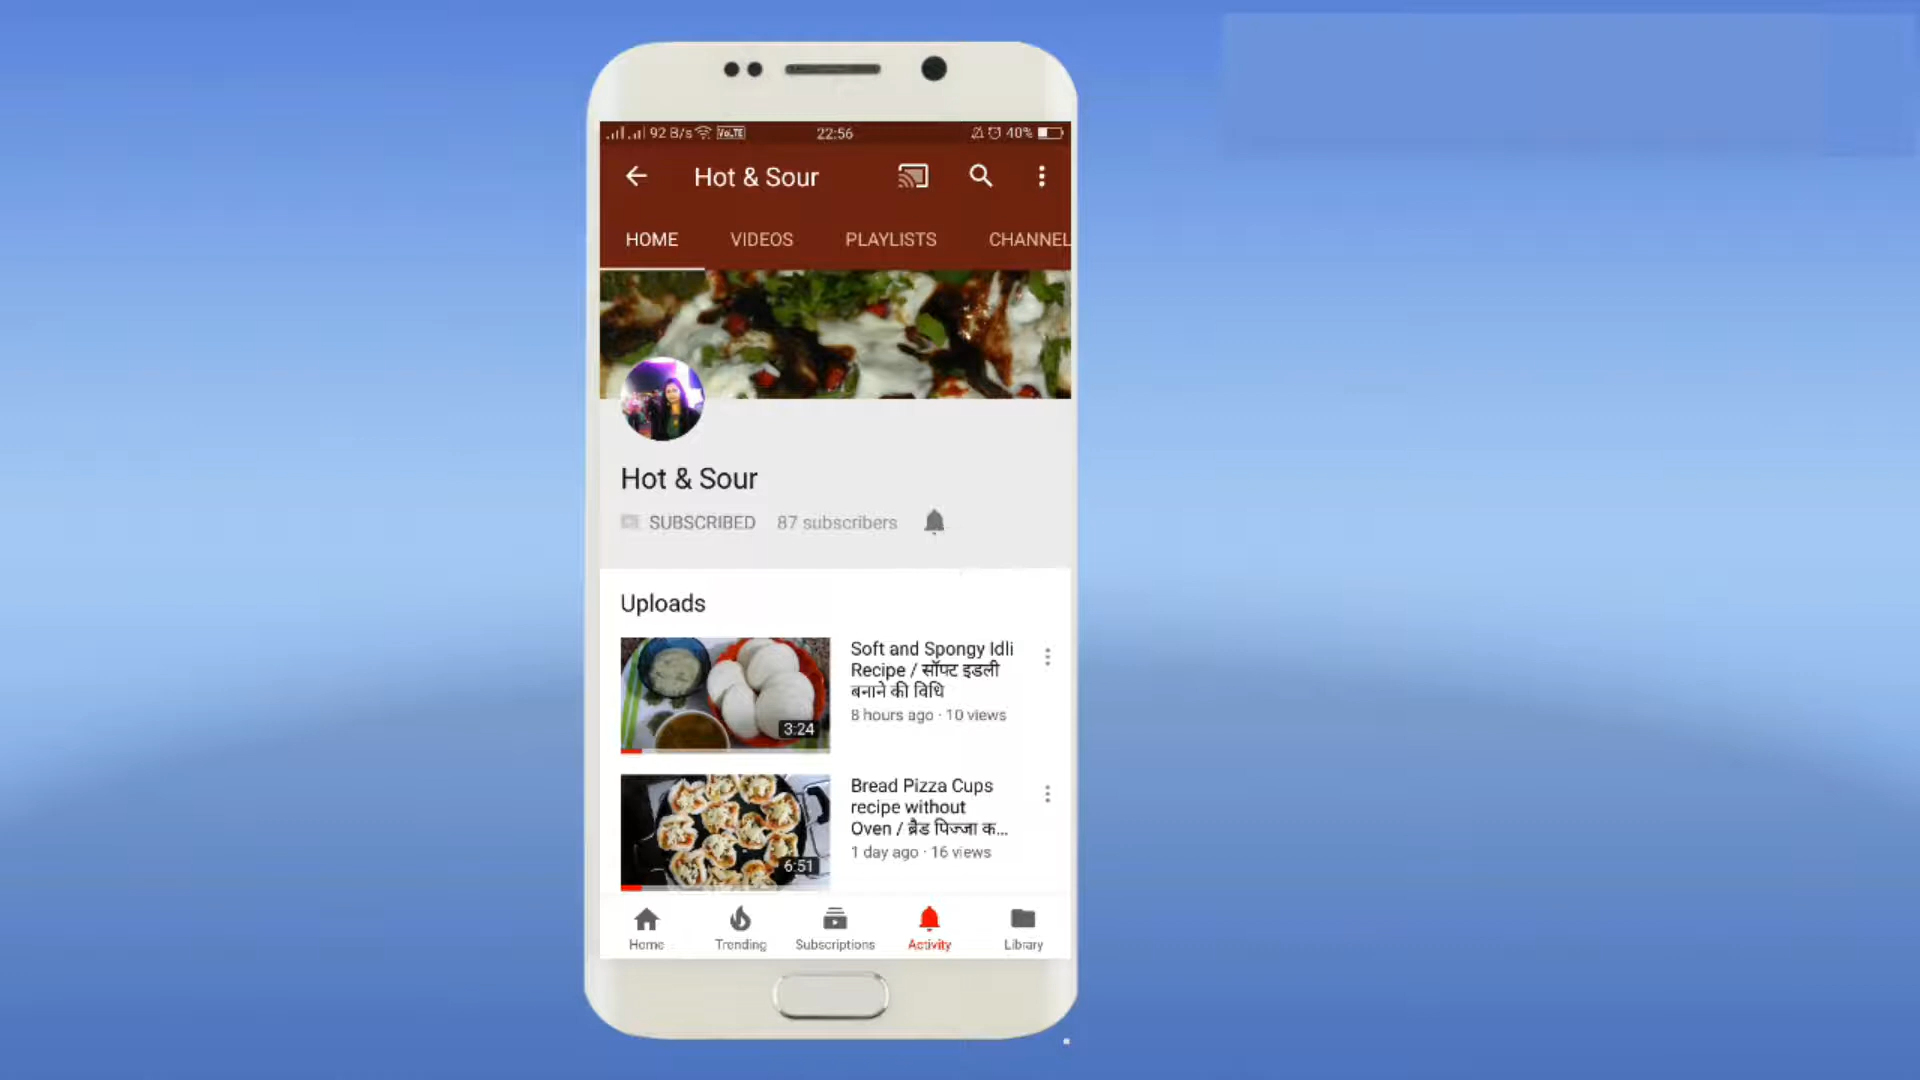 92 B/s VoLTE 22:56 40%
Hot & Sour
HOME VIDEOS PLAYLISTS CHANNEL
Hot & Sour
SUBSCRIBED 87 subscribers
Uploads
Soft and Spongy Idli
Recipe / सॉफ्ट इडली
बनाने की विधि
8 hours ago · 10 views
3:24
Bread Pizza Cups
recipe without
Oven / ब्रैड पिज्जा क...
1 day ago · 16 views
6:51
Home Trending Subscriptions Activity Library